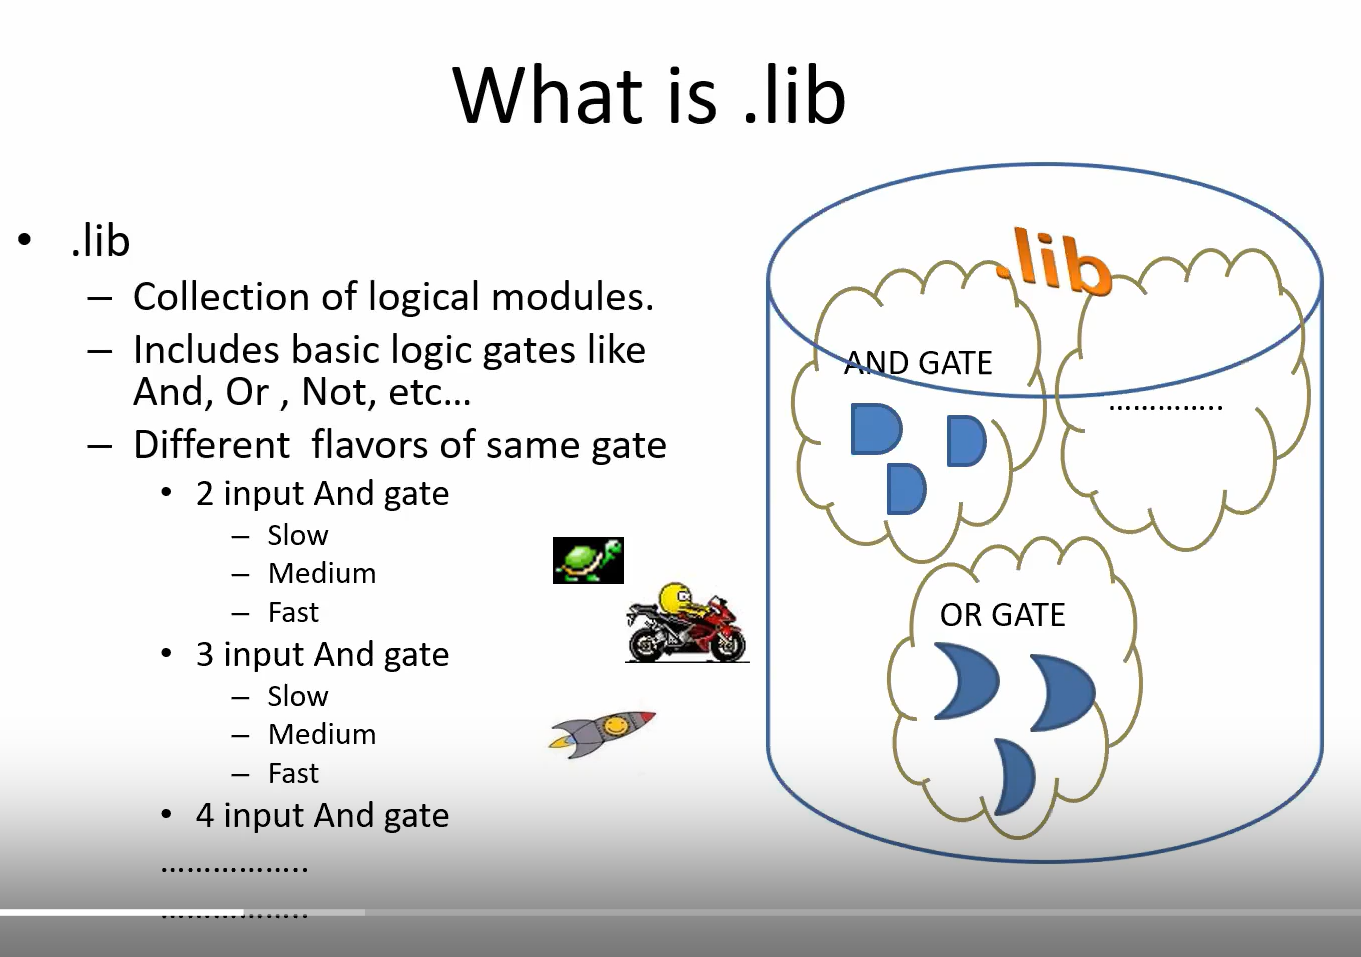 What is .lib
• .lib
– Collection of logical modules.
– Includes basic logic gates like
And, Or , Not, etc...
– Different flavors of same gate
• 2 input And gate
– Slow
– Medium
– Fast
• 3 input And gate
– Slow
– Medium
– Fast
• 4 input And gate
……………..
……………..
.lib
AND GATE
…………..
OR GATE